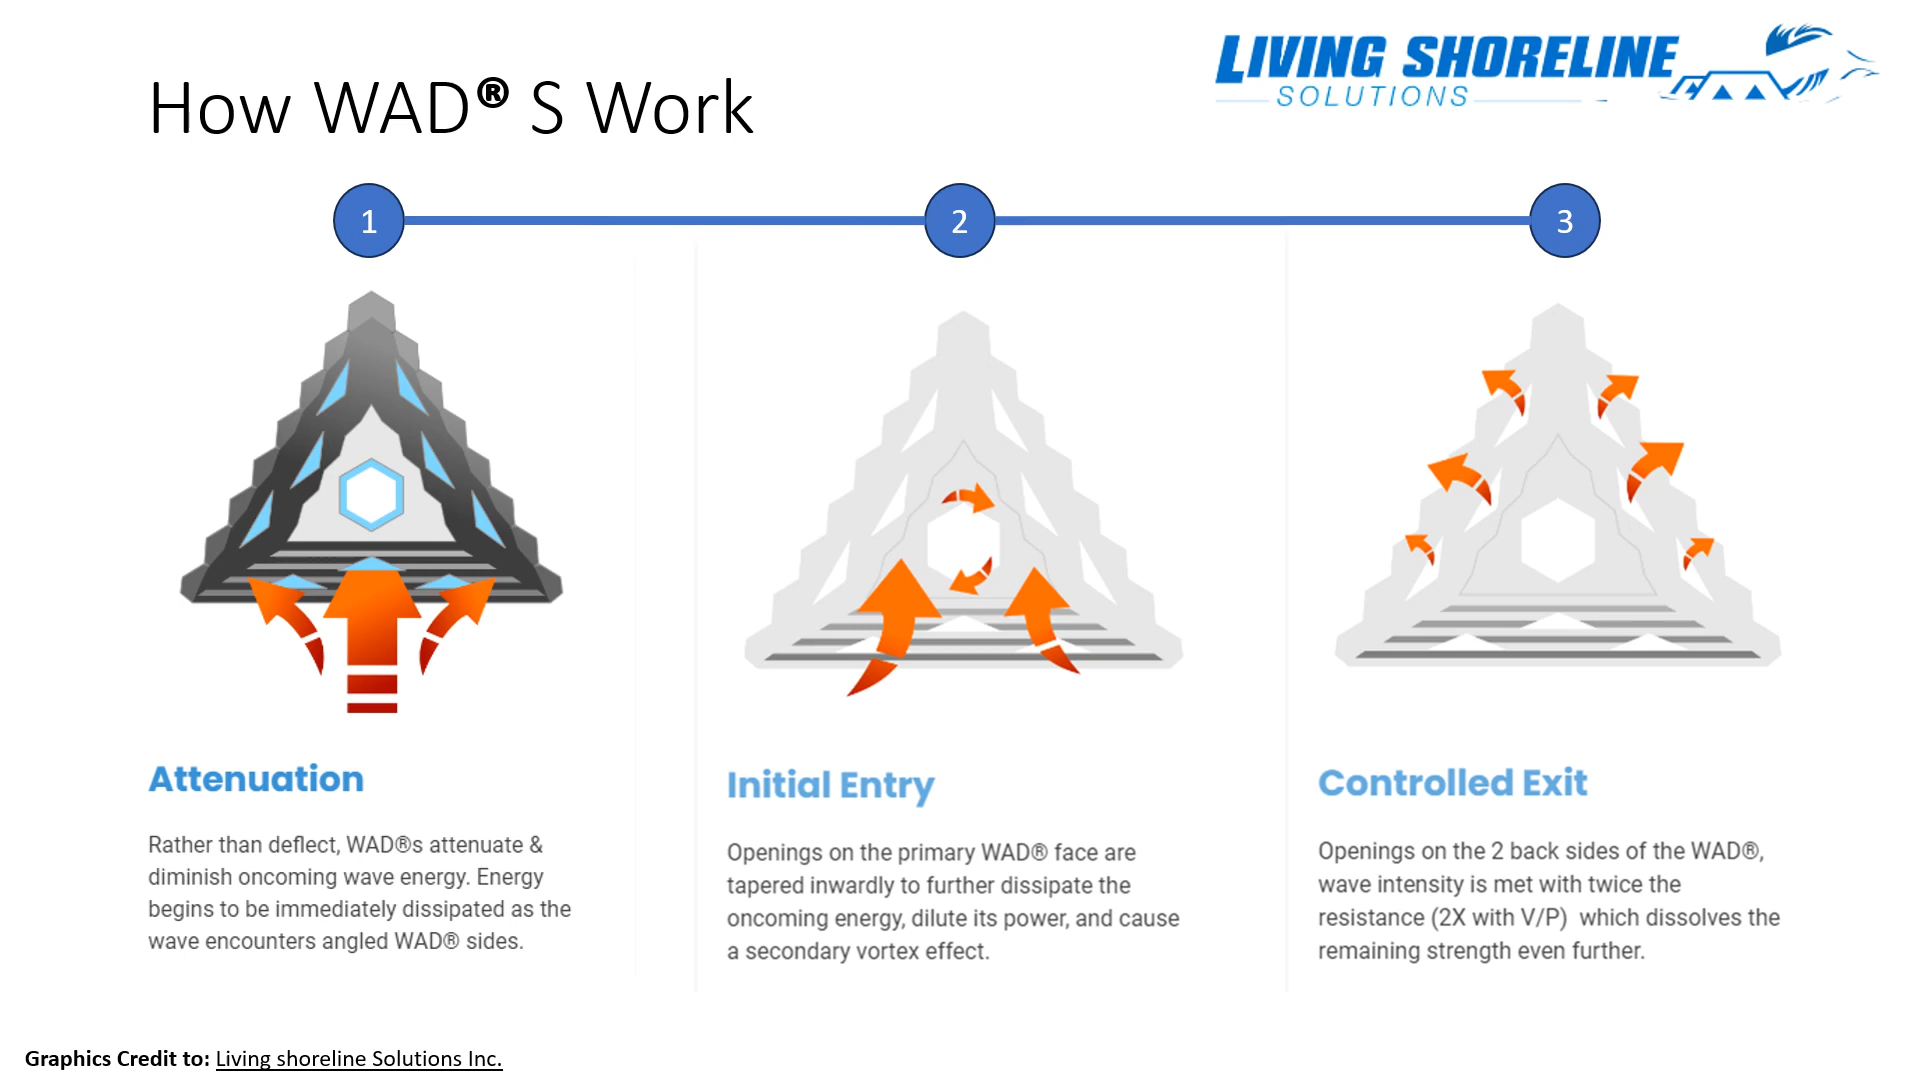 LIVING SHORELINE
SOLUTIONS
How WAD® S Work
1
2
3
Attenuation
Rather than deflect, WAD®s attenuate &
diminish oncoming wave energy. Energy
begins to be immediately dissipated as the
wave encounters angled WAD® sides.
Initial Entry
Openings on the primary WAD® face are
tapered inwardly to further dissipate the
oncoming energy, dilute its power, and cause
a secondary vortex effect.
Controlled Exit
Openings on the 2 back sides of the WAD®,
wave intensity is met with twice the
resistance (2X with V/P)  which dissolves the
remaining strength even further.
Graphics Credit to: Living shoreline Solutions Inc.